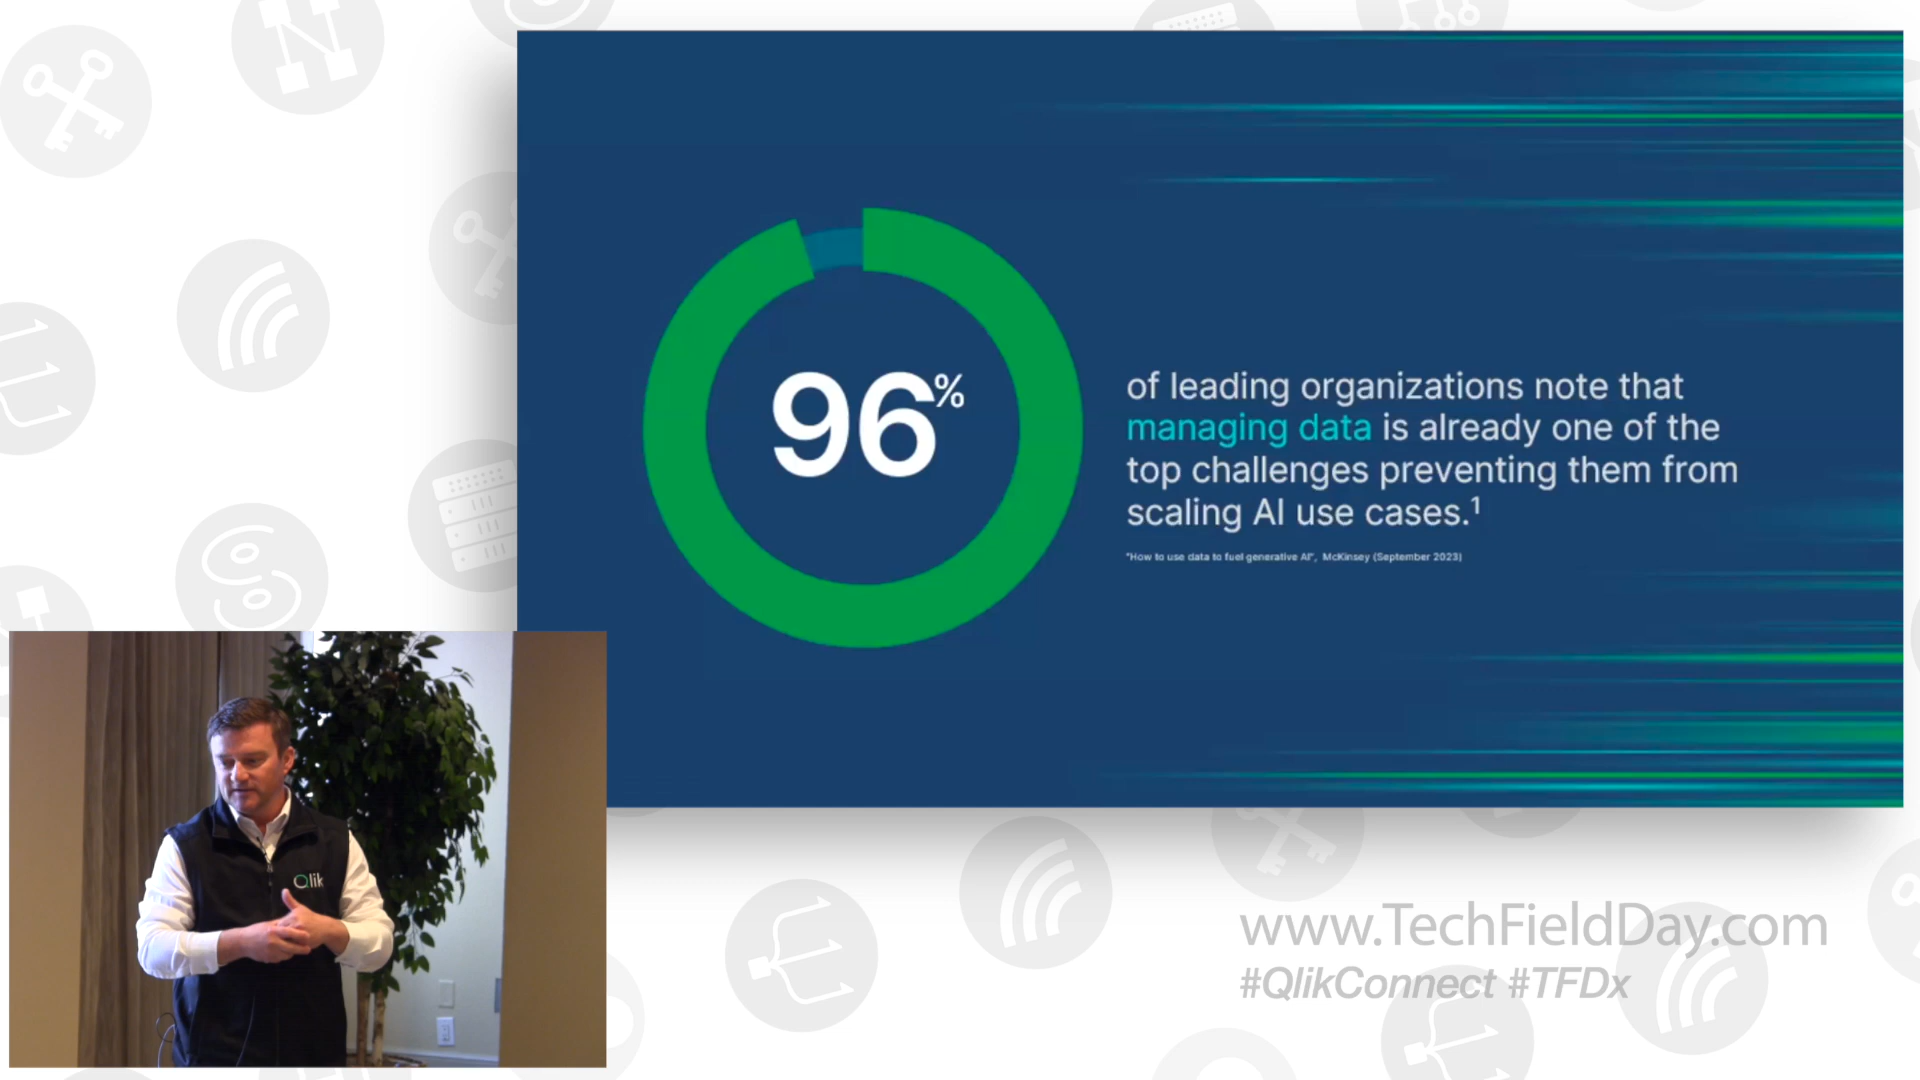 96%
of leading organizations note that
managing data is already one of the
top challenges preventing them from
scaling AI use cases.¹
"How to use data to fuel generative AI", McKinsey (September 2023)
Qlik
www.TechFieldDay.com
#QlikConnect #TFDx